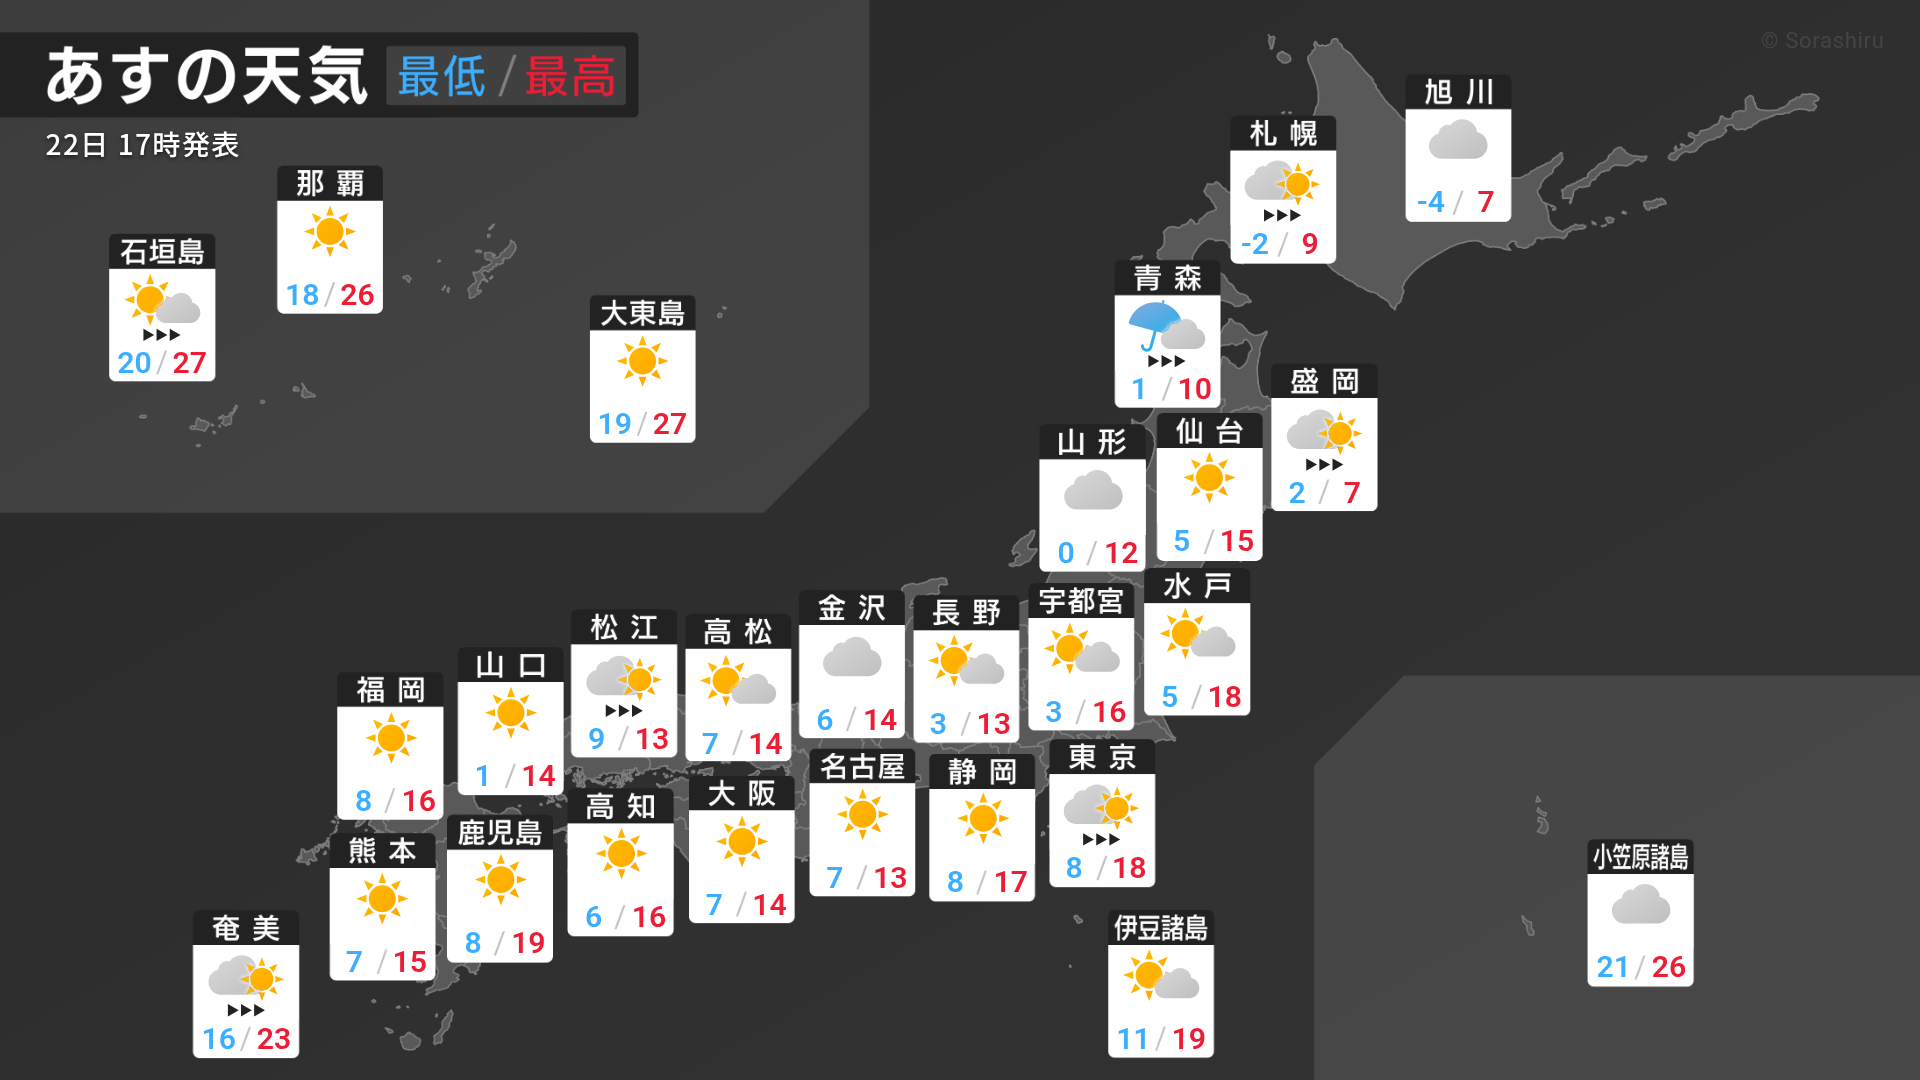 あすの天気 最低/最高
22日 17時発表
© Sorashiru
旭川
-4/7
札幌
-2/9
那覇
18/26
石垣島
20/27
大東島
19/27
青森
1/10
盛岡
2/7
仙台
5/15
山形
0/12
水戸
5/18
宇都宮
3/16
長野
3/13
金沢
6/14
高松
7/14
松江
9/13
山口
1/14
福岡
8/16
東京
8/18
静岡
8/17
名古屋
7/13
大阪
7/14
高知
6/16
鹿児島
8/19
熊本
7/15
奄美
16/23
伊豆諸島
11/19
小笠原諸島
21/26